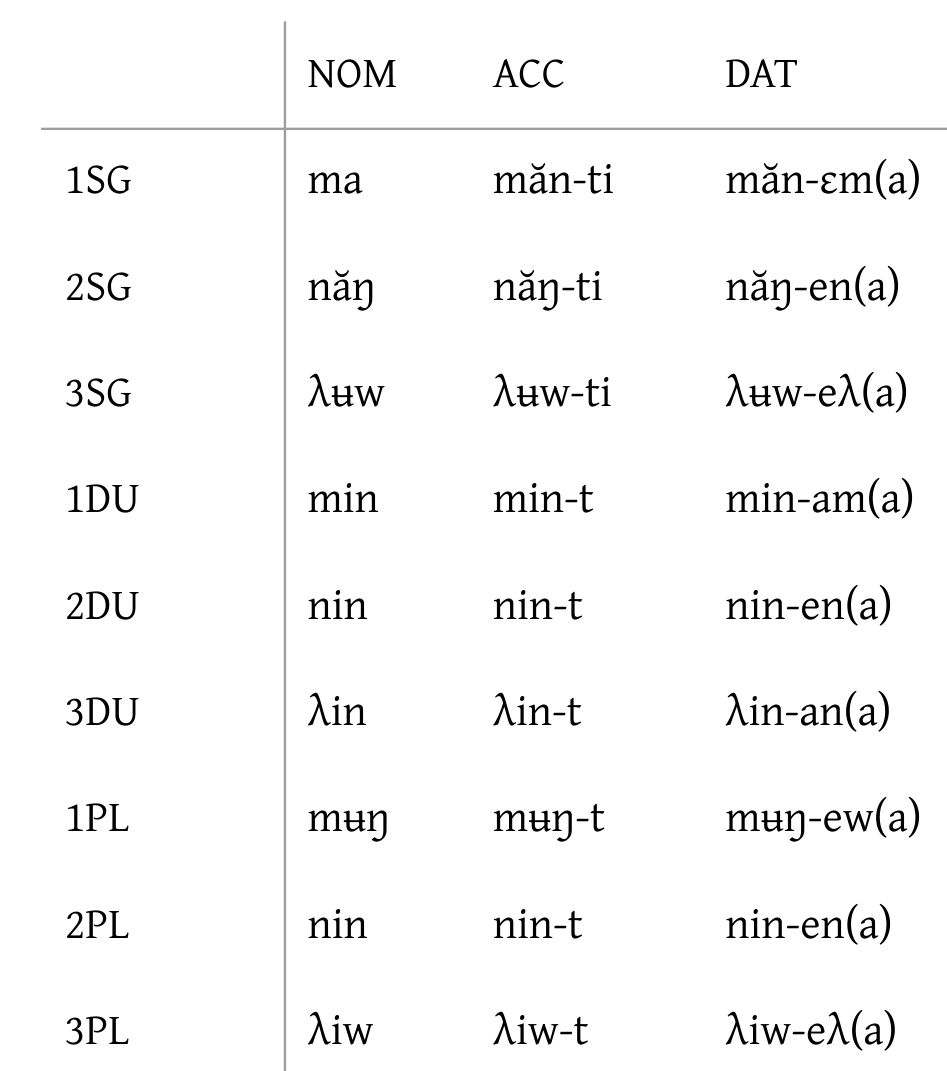 NOM ACC DAT
1SG ma măn-ti măn-ɛm(a)
2SG năŋ năŋ-ti năŋ-en(a)
3SG λʉw λʉw-ti λʉw-eλ(a)
1DU min min-t min-am(a)
2DU nin nin-t nin-en(a)
3DU λin λin-t λin-an(a)
1PL mʉŋ mʉŋ-t mʉŋ-ew(a)
2PL nin nin-t nin-en(a)
3PL λiw λiw-t λiw-eλ(a)